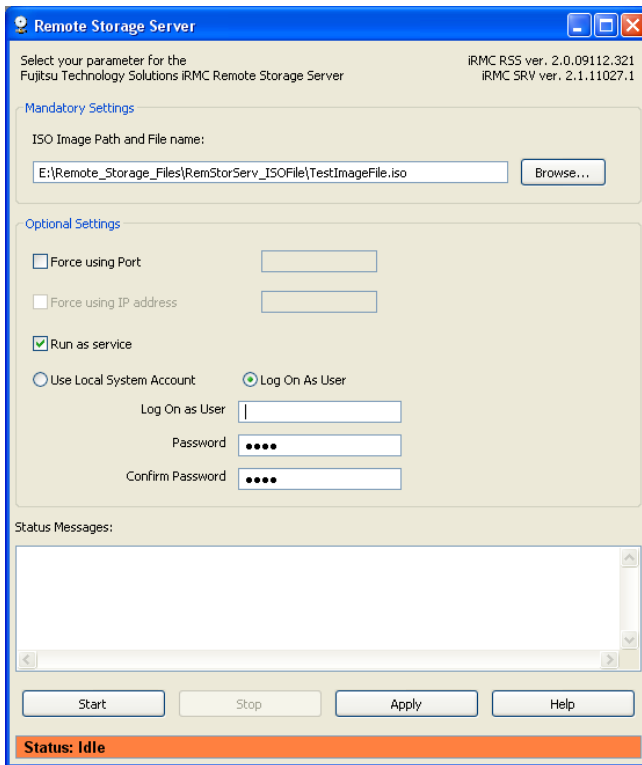 Remote Storage Server
Select your parameter for the
Fujitsu Technology Solutions iRMC Remote Storage Server
iRMC RSS ver. 2.0.09112.321
iRMC SRV ver. 2.1.11027.1
Mandatory Settings
ISO Image Path and File name:
E:\Remote_Storage_Files\RemStorServ_ISOFile\TestImageFile.iso
Browse...
Optional Settings
Force using Port
Force using IP address
Run as service
Use Local System Account
Log On As User
Log On as User
Password
●●●●
Confirm Password
●●●●
Status Messages:
Start
Stop
Apply
Help
Status: Idle